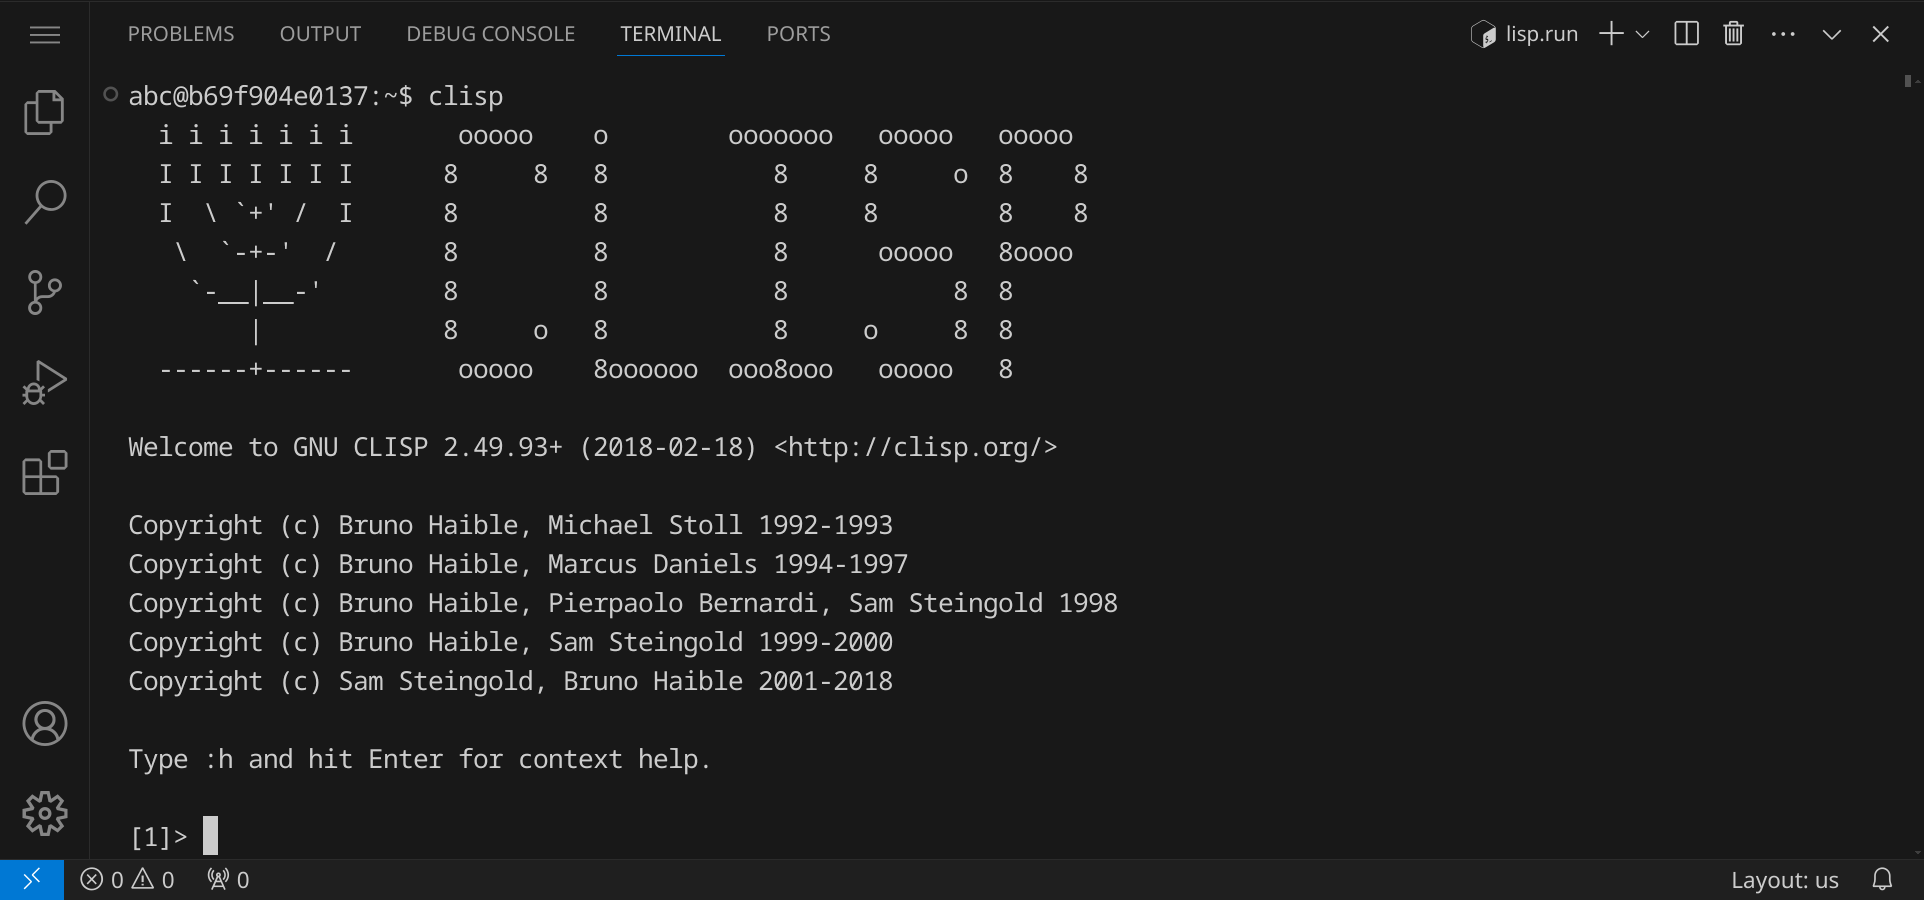 PROBLEMS OUTPUT DEBUG CONSOLE TERMINAL PORTS lisp.run
abc@b69f904e0137:~$ clisp
  i i i i i i i       ooooo    o        ooooooo   ooooo   ooooo
  I I I I I I I      8     8   8           8     8     o  8    8
  I  \ `+' /  I      8         8           8     8        8    8
   \  `-+-'  /       8         8           8      ooooo   8oooo
    `-__|__-'        8         8           8           8  8
        |            8     o   8           8     o     8  8
  ------+------       ooooo    8oooooo  ooo8ooo   ooooo   8
Welcome to GNU CLISP 2.49.93+ (2018-02-18) <http://clisp.org/>
Copyright (c) Bruno Haible, Michael Stoll 1992-1993
Copyright (c) Bruno Haible, Marcus Daniels 1994-1997
Copyright (c) Bruno Haible, Pierpaolo Bernardi, Sam Steingold 1998
Copyright (c) Bruno Haible, Sam Steingold 1999-2000
Copyright (c) Sam Steingold, Bruno Haible 2001-2018
Type :h and hit Enter for context help.
[1]>
0 0 0 Layout: us